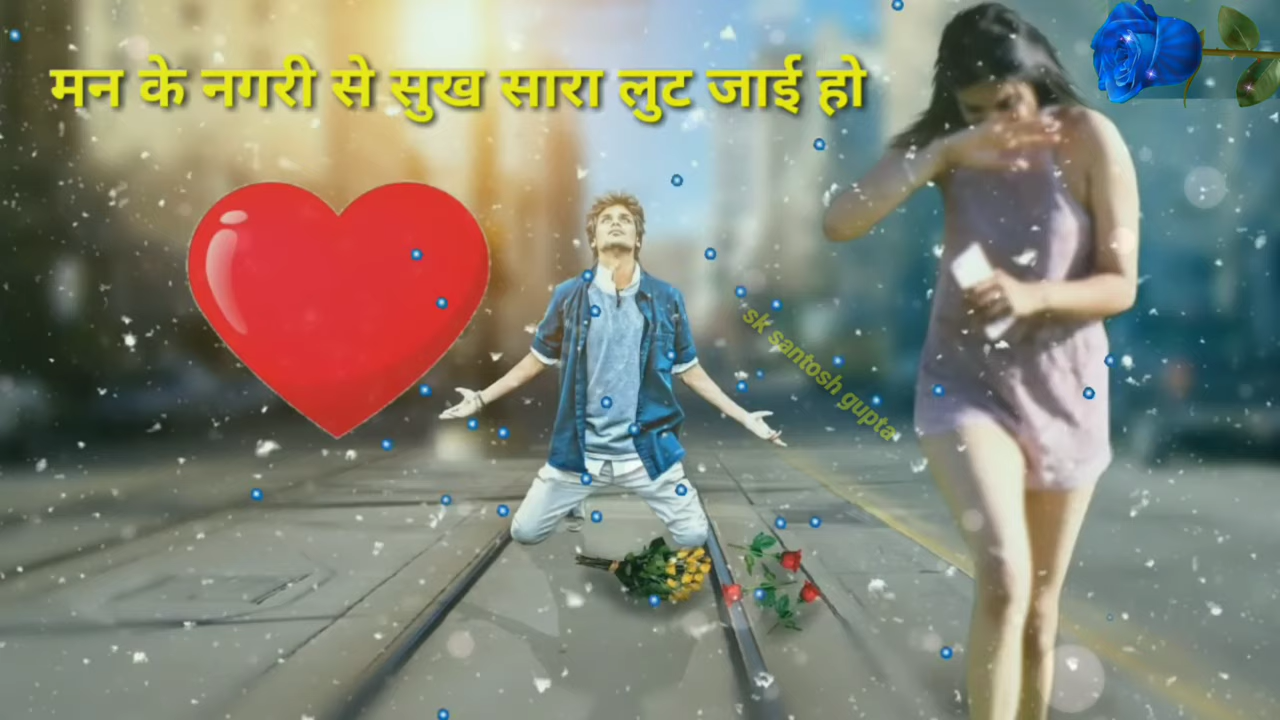 मन के नगरी से सुख सारा लुट जाई हो
sk santosh gupta